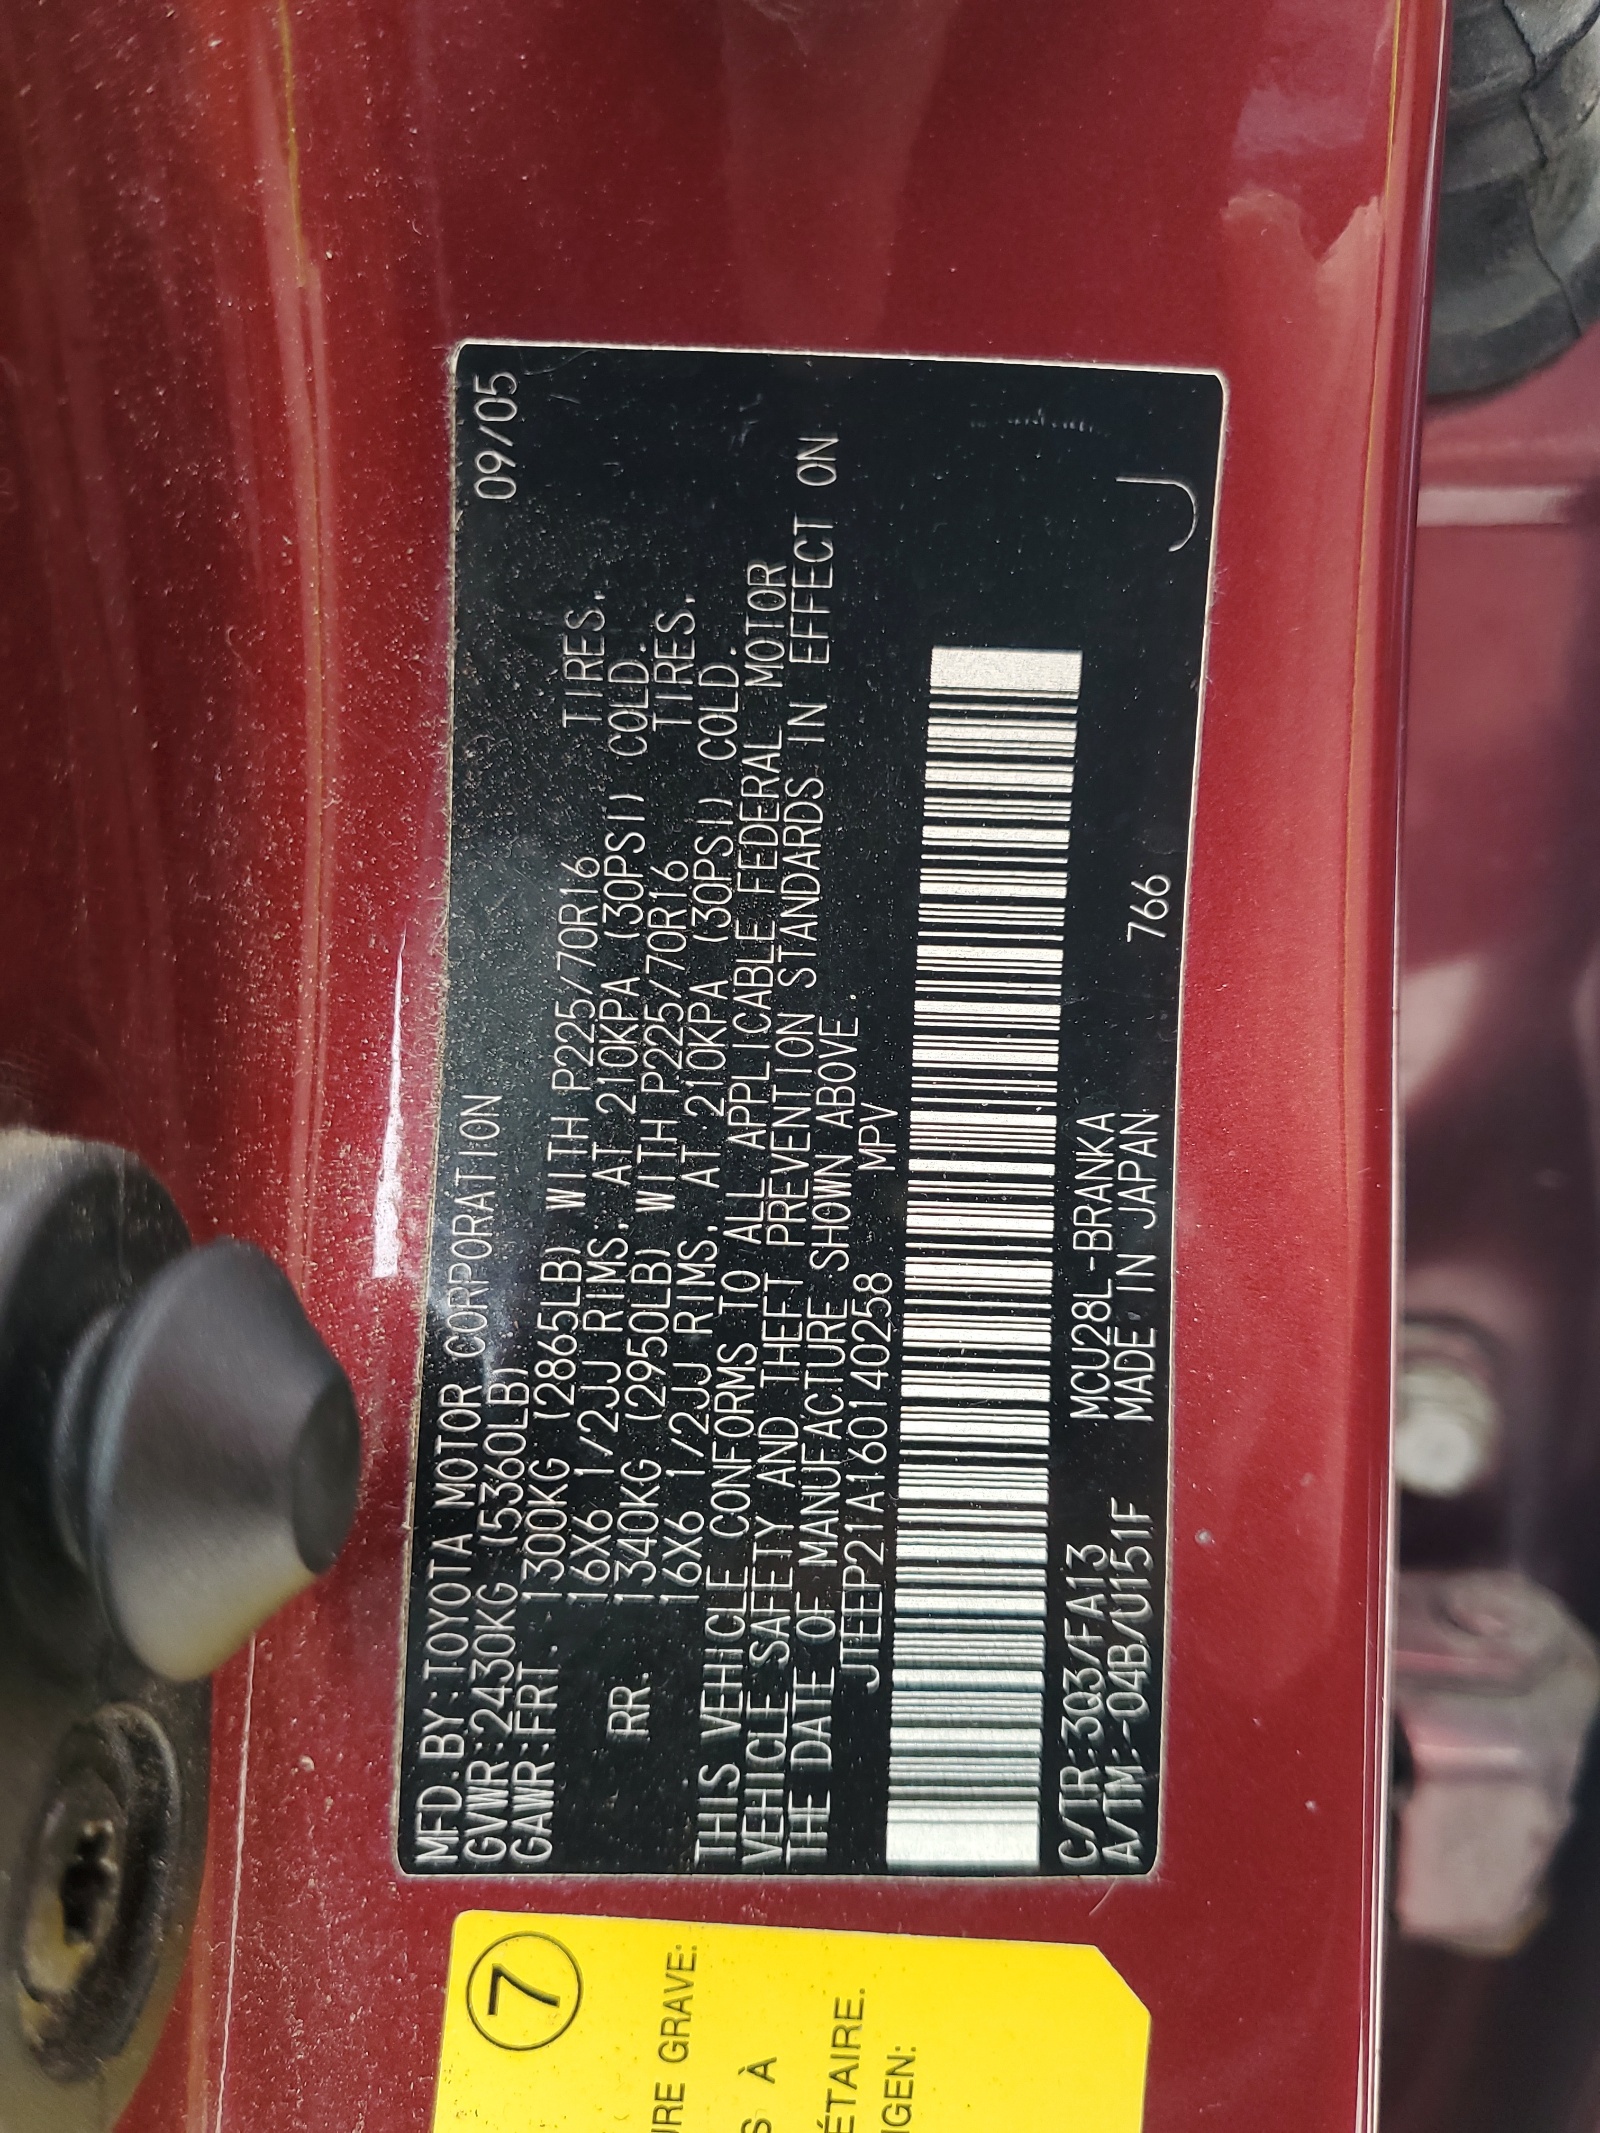 MFD.BY:TOYOTA MOTOR CORPORATION 09/05
GVWR:2430KG (5360LB)
GAWR:FRT. 1300KG (2865LB) WITH P225/70R16 TIRES,
16X6 1/2JJ RIMS, AT 210KPA (30PSI) COLD.
RR. 1340KG (2950LB) WITH P225/70R16 TIRES,
16X6 1/2JJ RIMS, AT 210KPA (30PSI) COLD.
THIS VEHICLE CONFORMS TO ALL APPLICABLE FEDERAL MOTOR
VEHICLE SAFETY AND THEFT PREVENTION STANDARDS IN EFFECT ON
THE DATE OF MANUFACTURE SHOWN ABOVE.
JTEEP21A160140258 MPV
C/TR:3Q3/FA13 MCU28L-BRANKA
A/TM:-04B/U151F MADE IN JAPAN 766
J
7
URE GRAVE:
S À
ÉTAIRE.
IGEN: